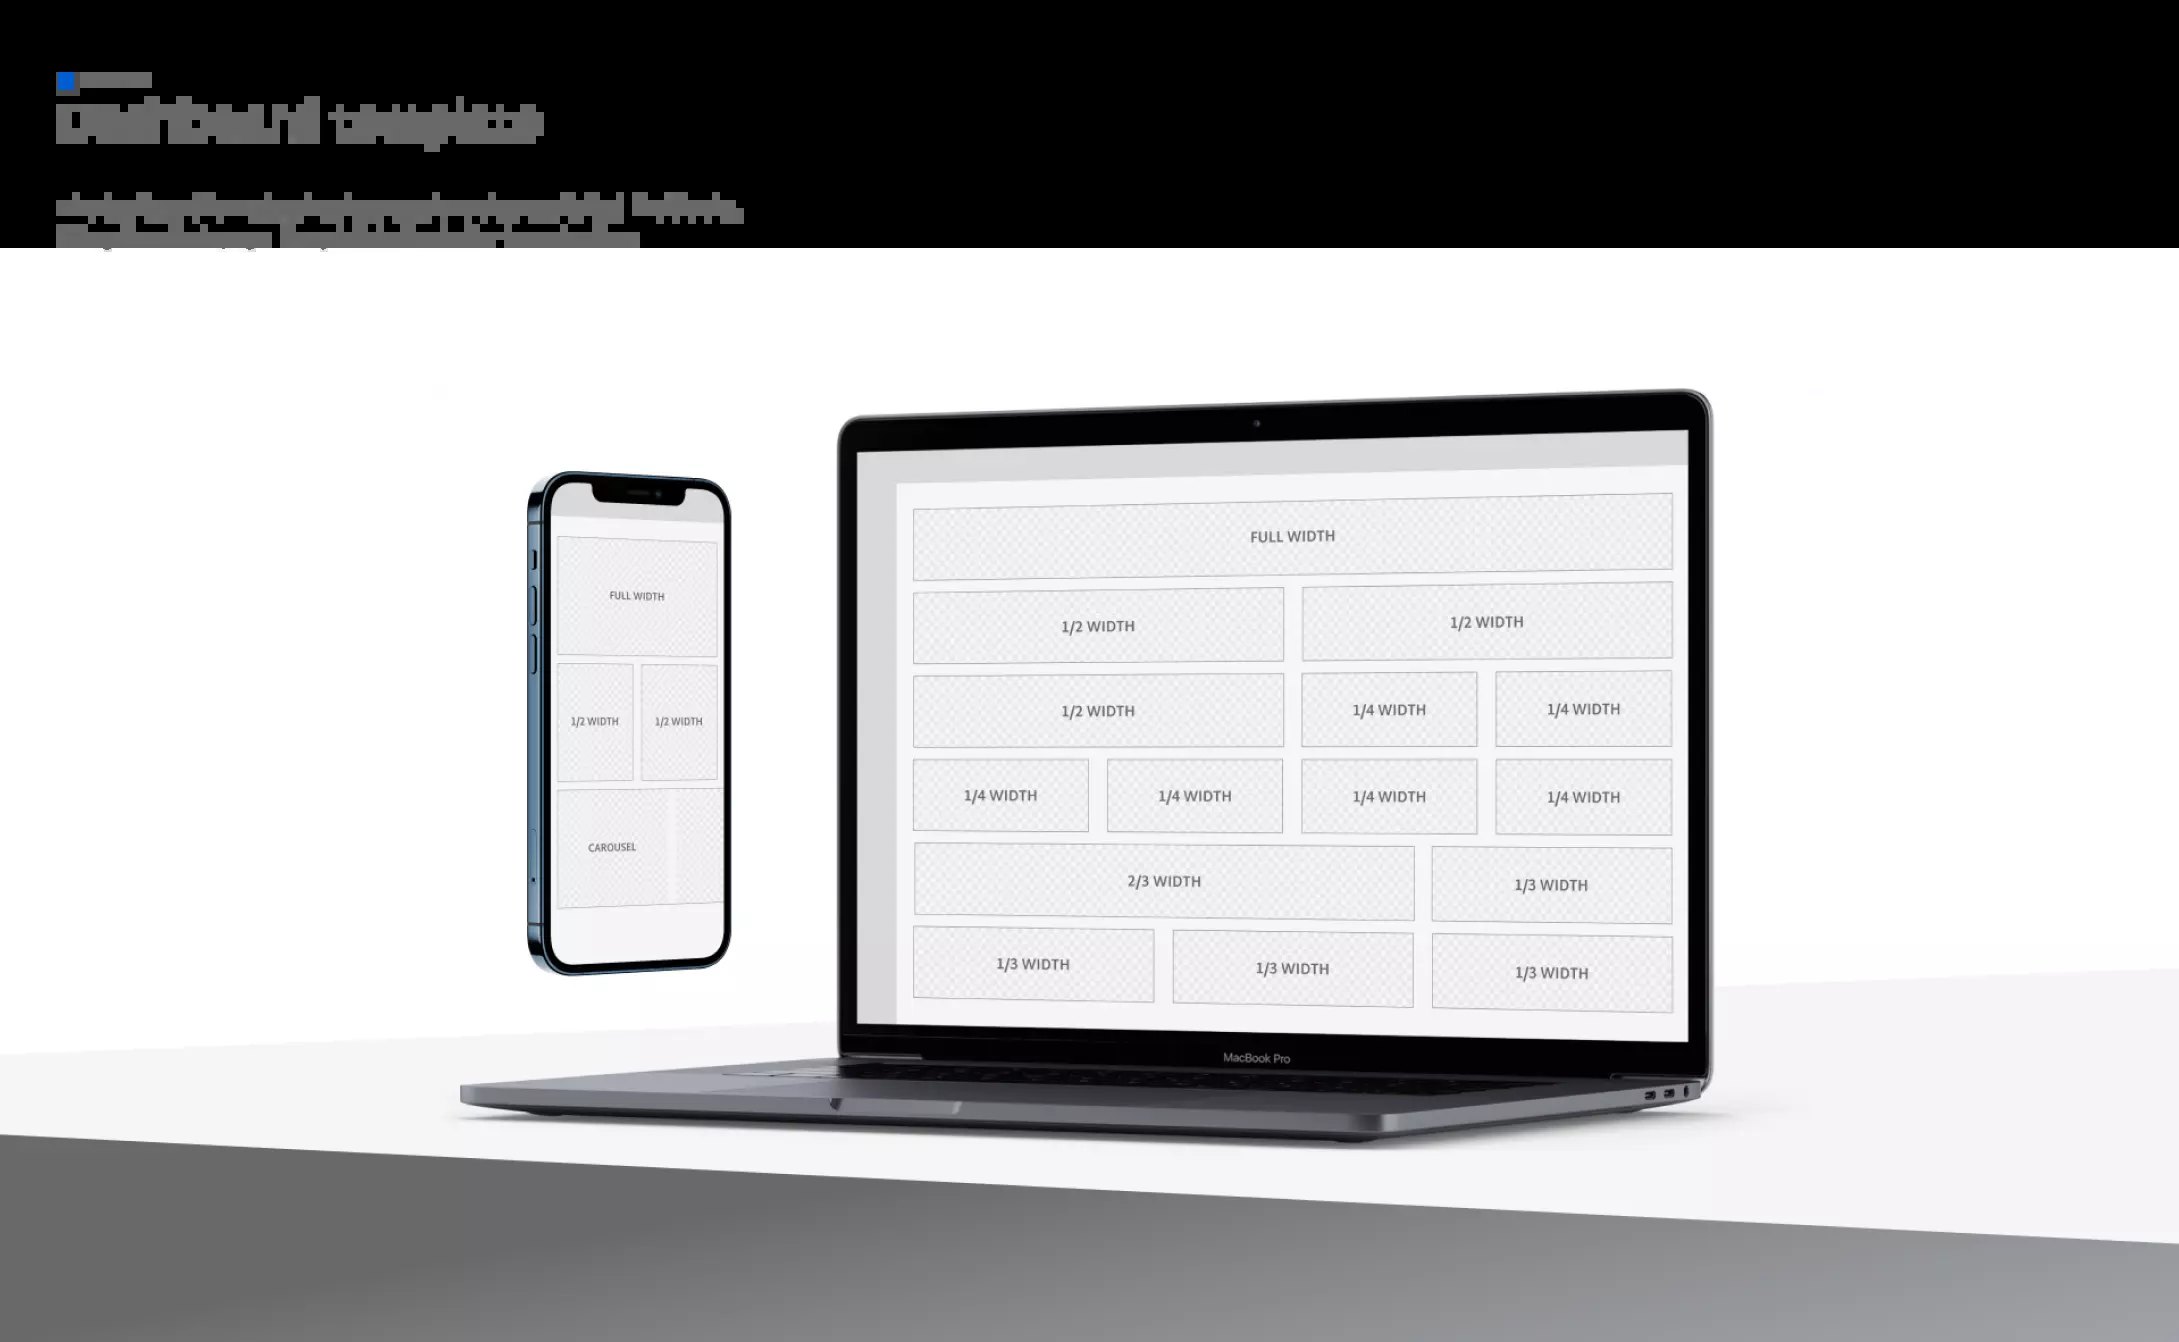 Dashboard template
FULL WIDTH
1/2 WIDTH 1/2 WIDTH
CAROUSEL
FULL WIDTH
1/2 WIDTH 1/2 WIDTH
1/2 WIDTH 1/4 WIDTH 1/4 WIDTH
1/4 WIDTH 1/4 WIDTH 1/4 WIDTH 1/4 WIDTH
2/3 WIDTH 1/3 WIDTH
1/3 WIDTH 1/3 WIDTH 1/3 WIDTH
MacBook Pro